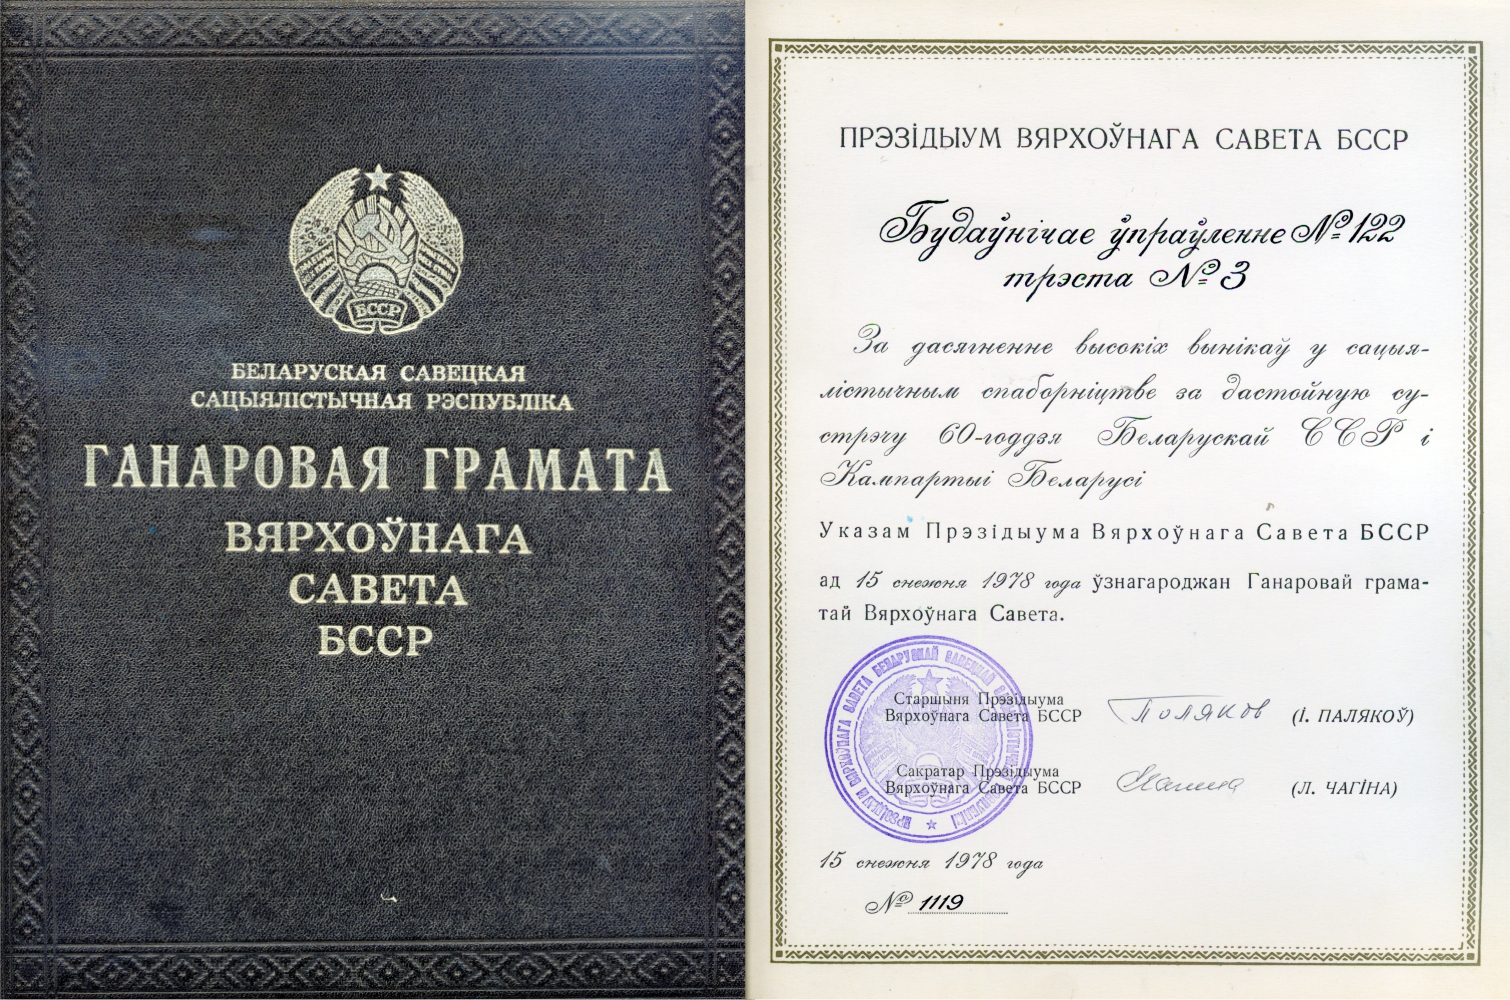 БССР
БЕЛАРУСКАЯ САВЕЦКАЯ
САЦЫЯЛІСТЫЧНАЯ РЭСПУБЛІКА
ГАНАРОВАЯ ГРАМАТА
ВЯРХОЎНАГА
САВЕТА
БССР
ПРЭЗІДЫУМ ВЯРХОЎНАГА САВЕТА БССР
Будаўнічае ўпраўленне № 122
трэста № 3
За дасягненне высокіх вынікаў у сацыя-
лістычным спаборніцтве за дастойную су-
стрэчу 60-годдзя Беларускай ССР і
Кампартыі Беларусі
Указам Прэзідыума Вярхоўнага Савета БССР
ад 15 снежня 1978 года ўзнагароджан Ганаровай грама-
тай Вярхоўнага Савета.
Старшыня Прэзідыума
Вярхоўнага Савета БССР Поляков (І. ПАЛЯКОЎ)
Сакратар Прэзідыума
Вярхоўнага Савета БССР Чагина (Л. ЧАГІНА)
15 снежня 1978 года
№ 1119